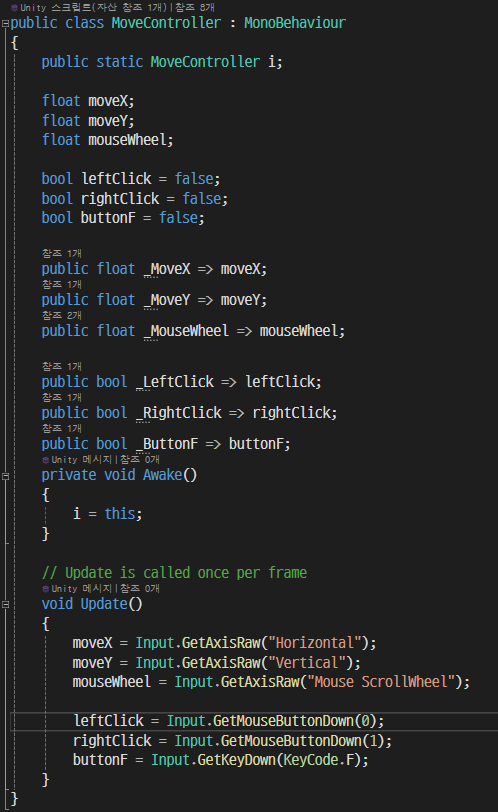 Unity 스크립트(자산 참조 1개)|참조 8개
public class MoveController : MonoBehaviour
{
public static MoveController i;
float moveX;
float moveY;
float mouseWheel;
bool leftClick = false;
bool rightClick = false;
bool buttonF = false;
참조 1개
public float _MoveX => moveX;
참조 1개
public float _MoveY => moveY;
참조 2개
public float _MouseWheel => mouseWheel;
참조 1개
public bool _LeftClick => leftClick;
참조 1개
public bool _RightClick => rightClick;
참조 1개
public bool _ButtonF => buttonF;
Unity 메시지|참조 0개
private void Awake()
{
i = this;
}
// Update is called once per frame
Unity 메시지|참조 0개
void Update()
{
moveX = Input.GetAxisRaw("Horizontal");
moveY = Input.GetAxisRaw("Vertical");
mouseWheel = Input.GetAxisRaw("Mouse ScrollWheel");
leftClick = Input.GetMouseButtonDown(0);
rightClick = Input.GetMouseButtonDown(1);
buttonF = Input.GetKeyDown(KeyCode.F);
}
}